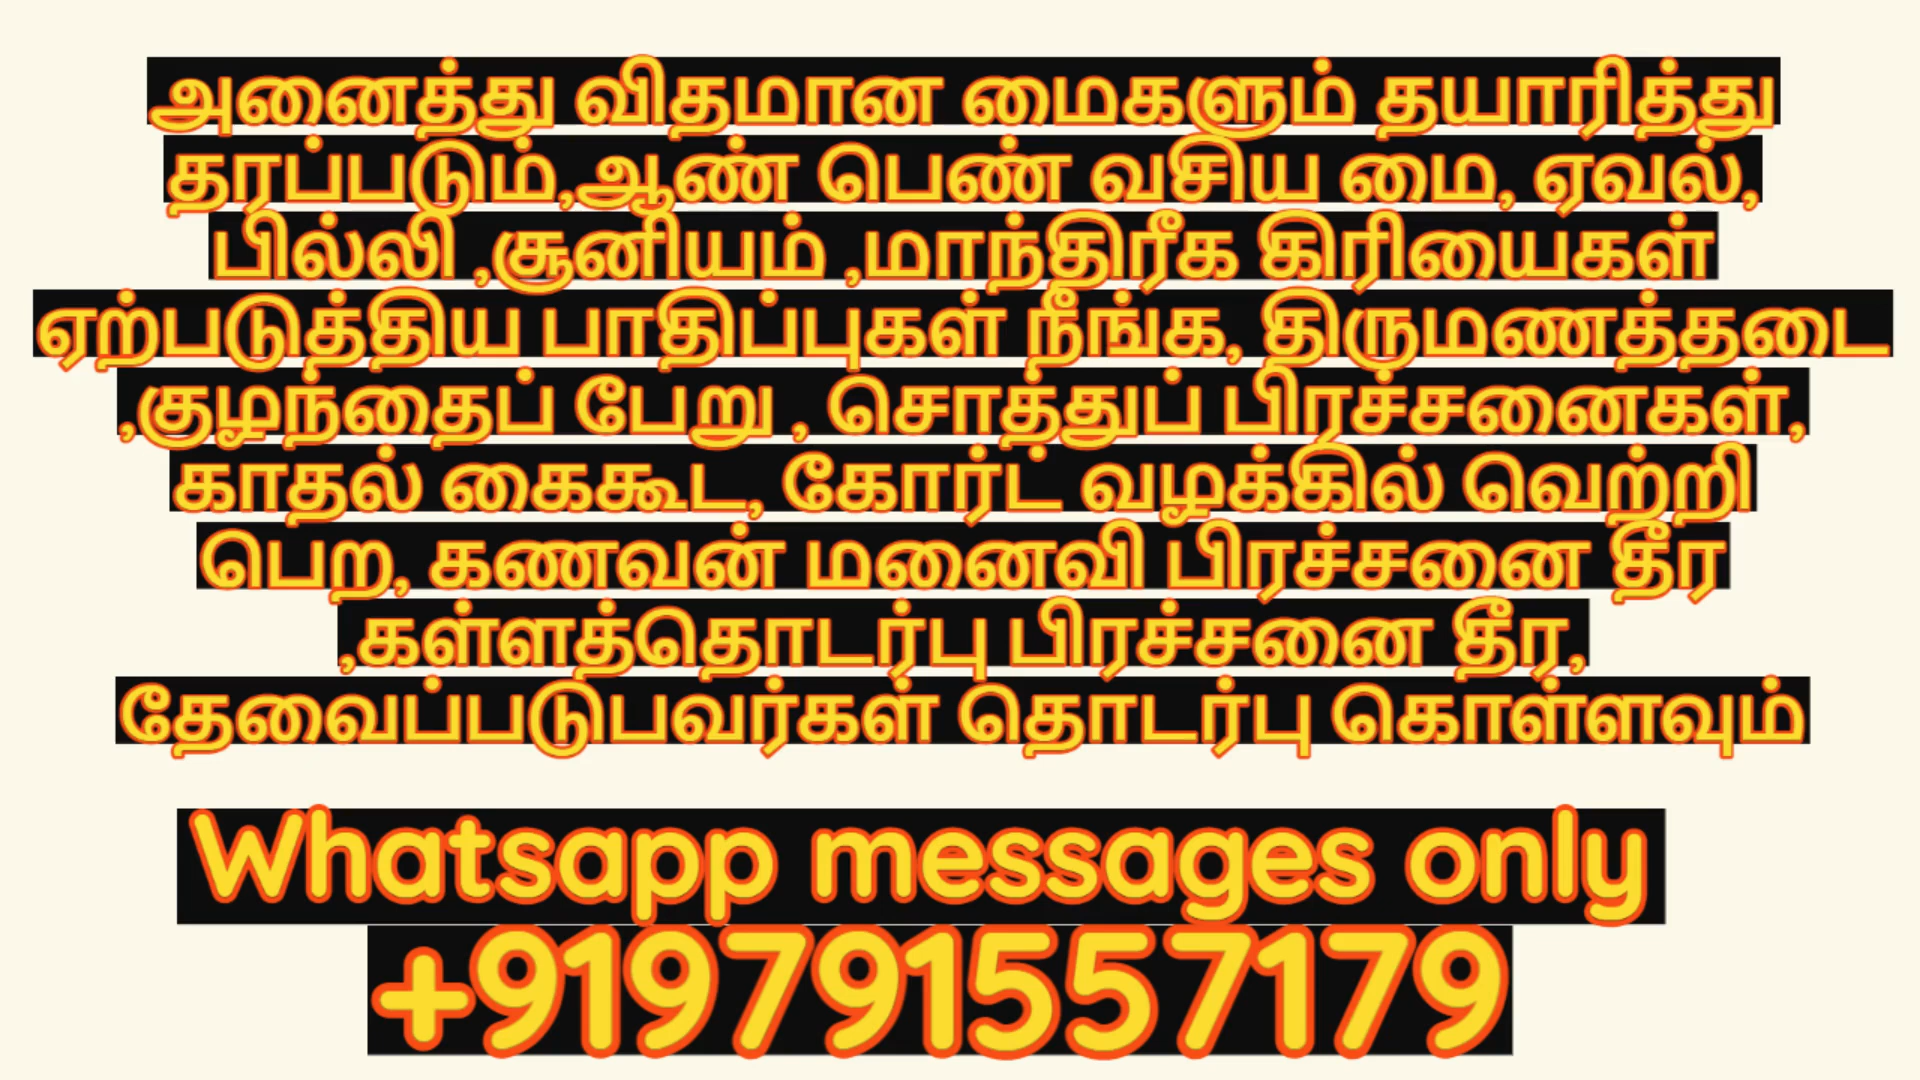 அனைத்து விதமான மைகளும் தயாரித்து
தரப்படும்,ஆண் பெண் வசிய மை, ஏவல்,
பில்லி ,சூனியம் ,மாந்திரீக கிரியைகள்
ஏற்படுத்திய பாதிப்புகள் நீங்க, திருமணத்தடை
,குழந்தைப் பேறு , சொத்துப் பிரச்சனைகள்,
காதல் கைகூட, கோர்ட் வழக்கில் வெற்றி
பெற, கணவன் மனைவி பிரச்சனை தீர
,கள்ளத்தொடர்பு பிரச்சனை தீர,
தேவைப்படுபவர்கள் தொடர்பு கொள்ளவும்
Whatsapp messages only
+919791557179